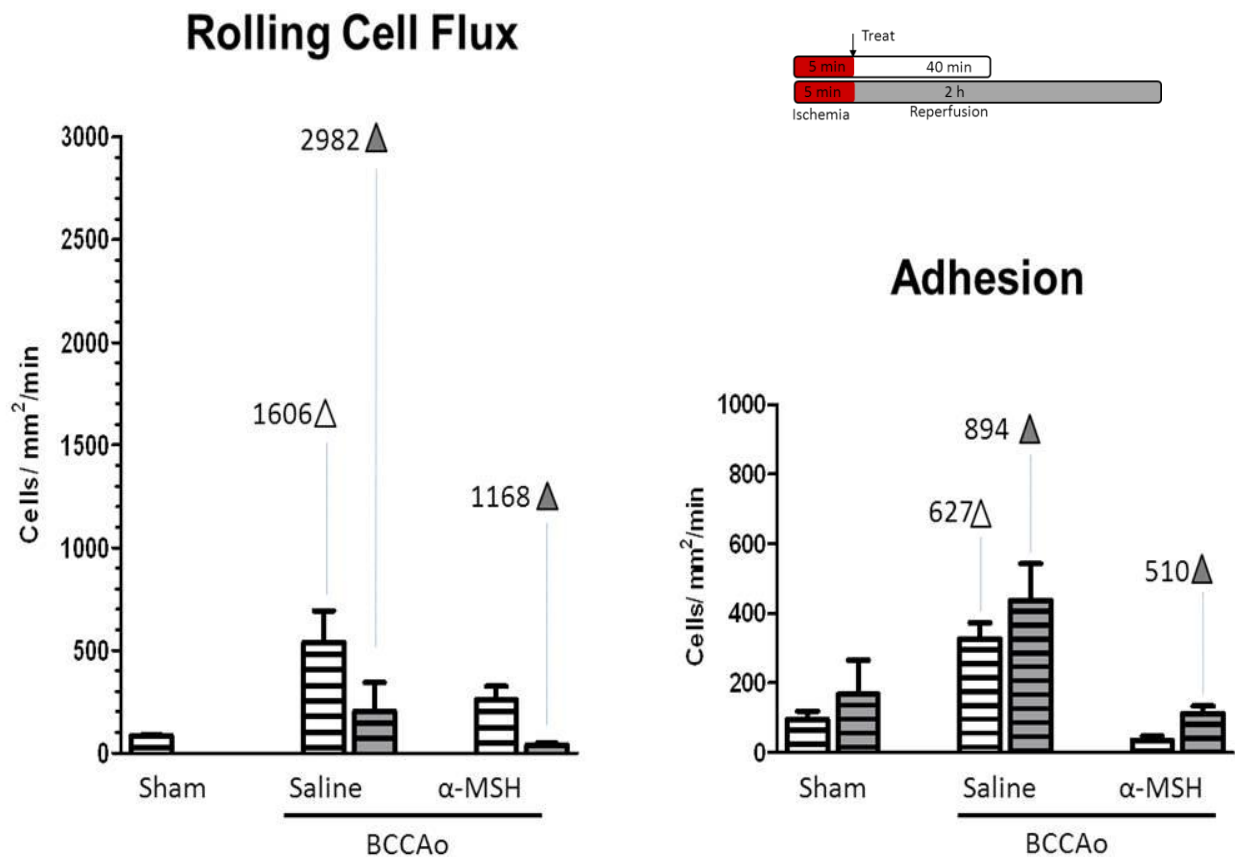 Rolling Cell Flux
Treat
5 min 40 min
5 min 2 h
Ischemia Reperfusion
Cells/ mm²/min
3000
2500
2000
1500
1000
500
0
2982
1606
1168
Sham Saline α-MSH
BCCAo
Adhesion
Cells/ mm²/min
1000
800
600
400
200
0
894
627
510
Sham Saline α-MSH
BCCAo